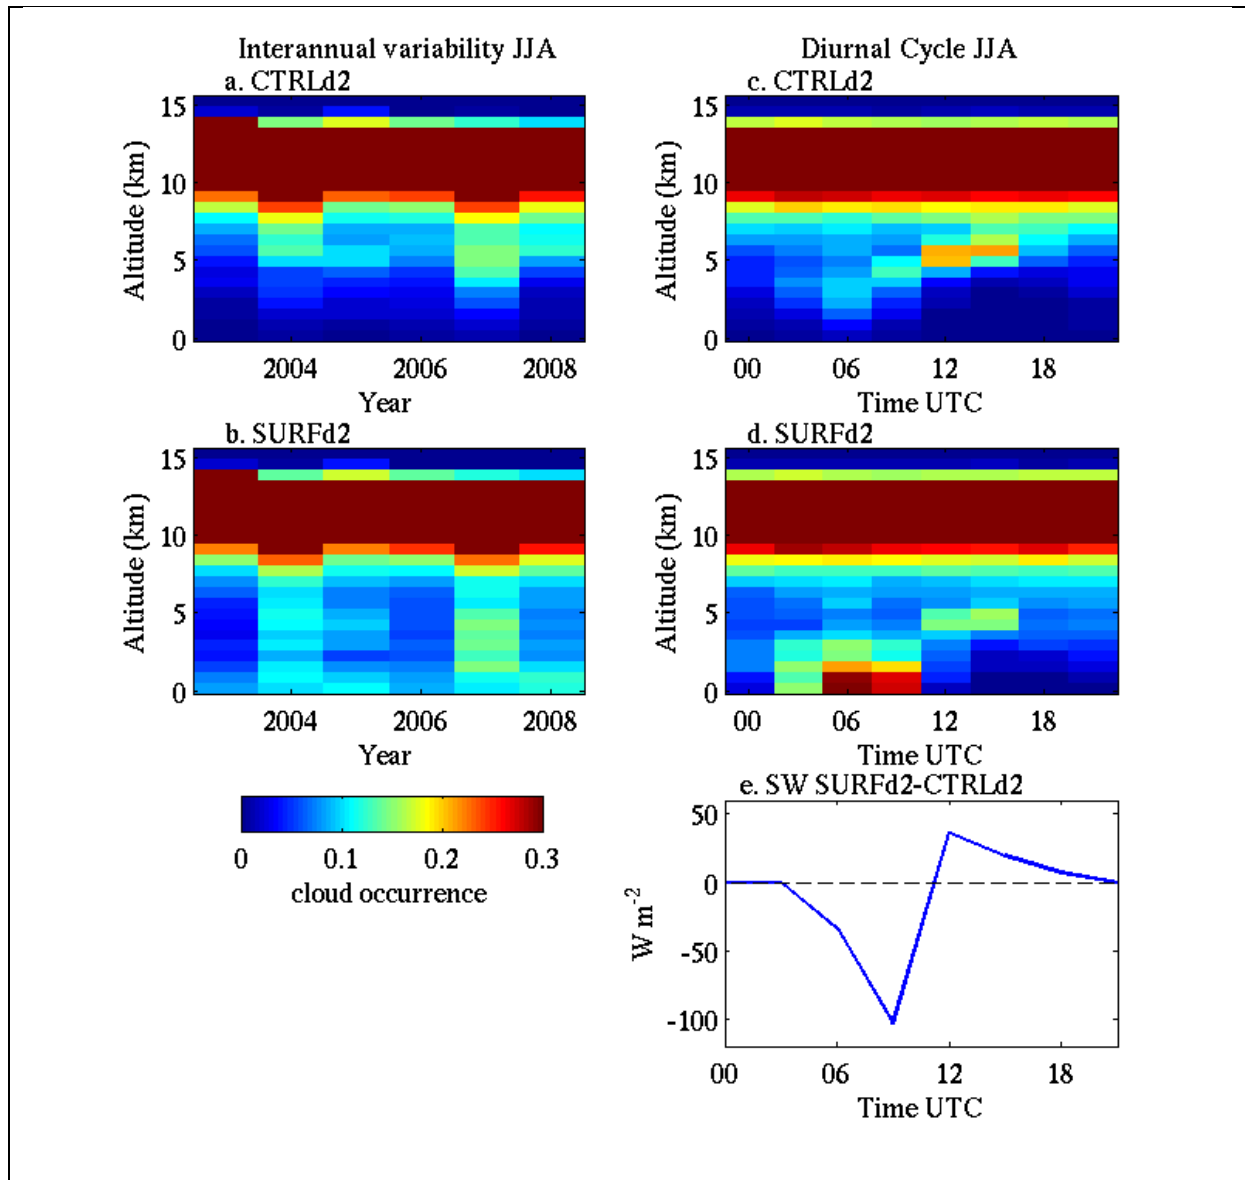 Interannual variability JJA
a. CTRLd2
15
10
5
0
Altitude (km)
2004 2006 2008
Year
Diurnal Cycle JJA
c. CTRLd2
15
10
5
0
Altitude (km)
00 06 12 18
Time UTC
b. SURFd2
15
10
5
0
Altitude (km)
2004 2006 2008
Year
d. SURFd2
15
10
5
0
Altitude (km)
00 06 12 18
Time UTC
0 0.1 0.2 0.3
cloud occurrence
e. SW SURFd2-CTRLd2
50
0
-50
-100
W m-2
00 06 12 18
Time UTC